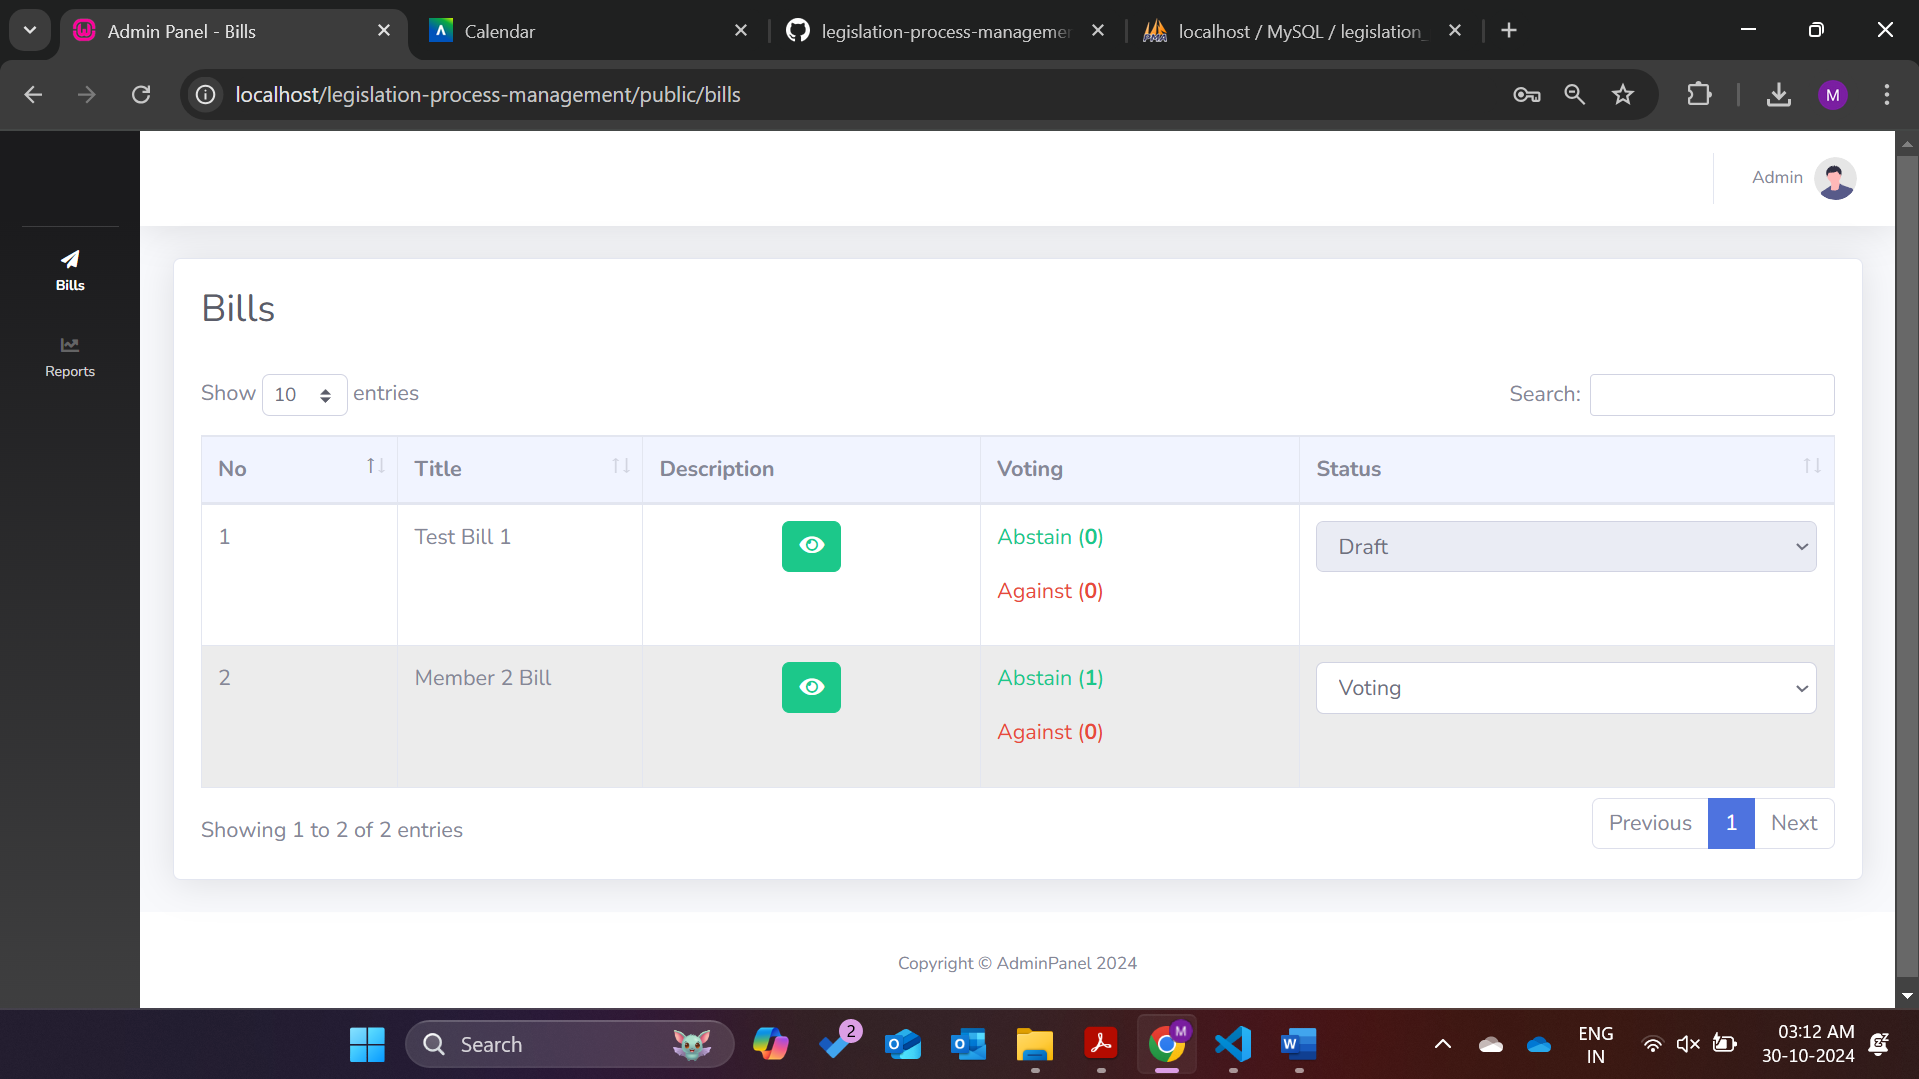 Admin Panel - Bills
Calendar
legislation-process-managemen
localhost / MySQL / legislation_
localhost/legislation-process-management/public/bills
M
Admin
Bills
Reports
Bills
Show 10 entries
Search:
No Title Description Voting Status
1 Test Bill 1 Abstain (0) Draft
Against (0)
2 Member 2 Bill Abstain (1) Voting
Against (0)
Showing 1 to 2 of 2 entries
Previous 1 Next
Copyright © AdminPanel 2024
Search
2
M
ENG
IN
03:12 AM
30-10-2024